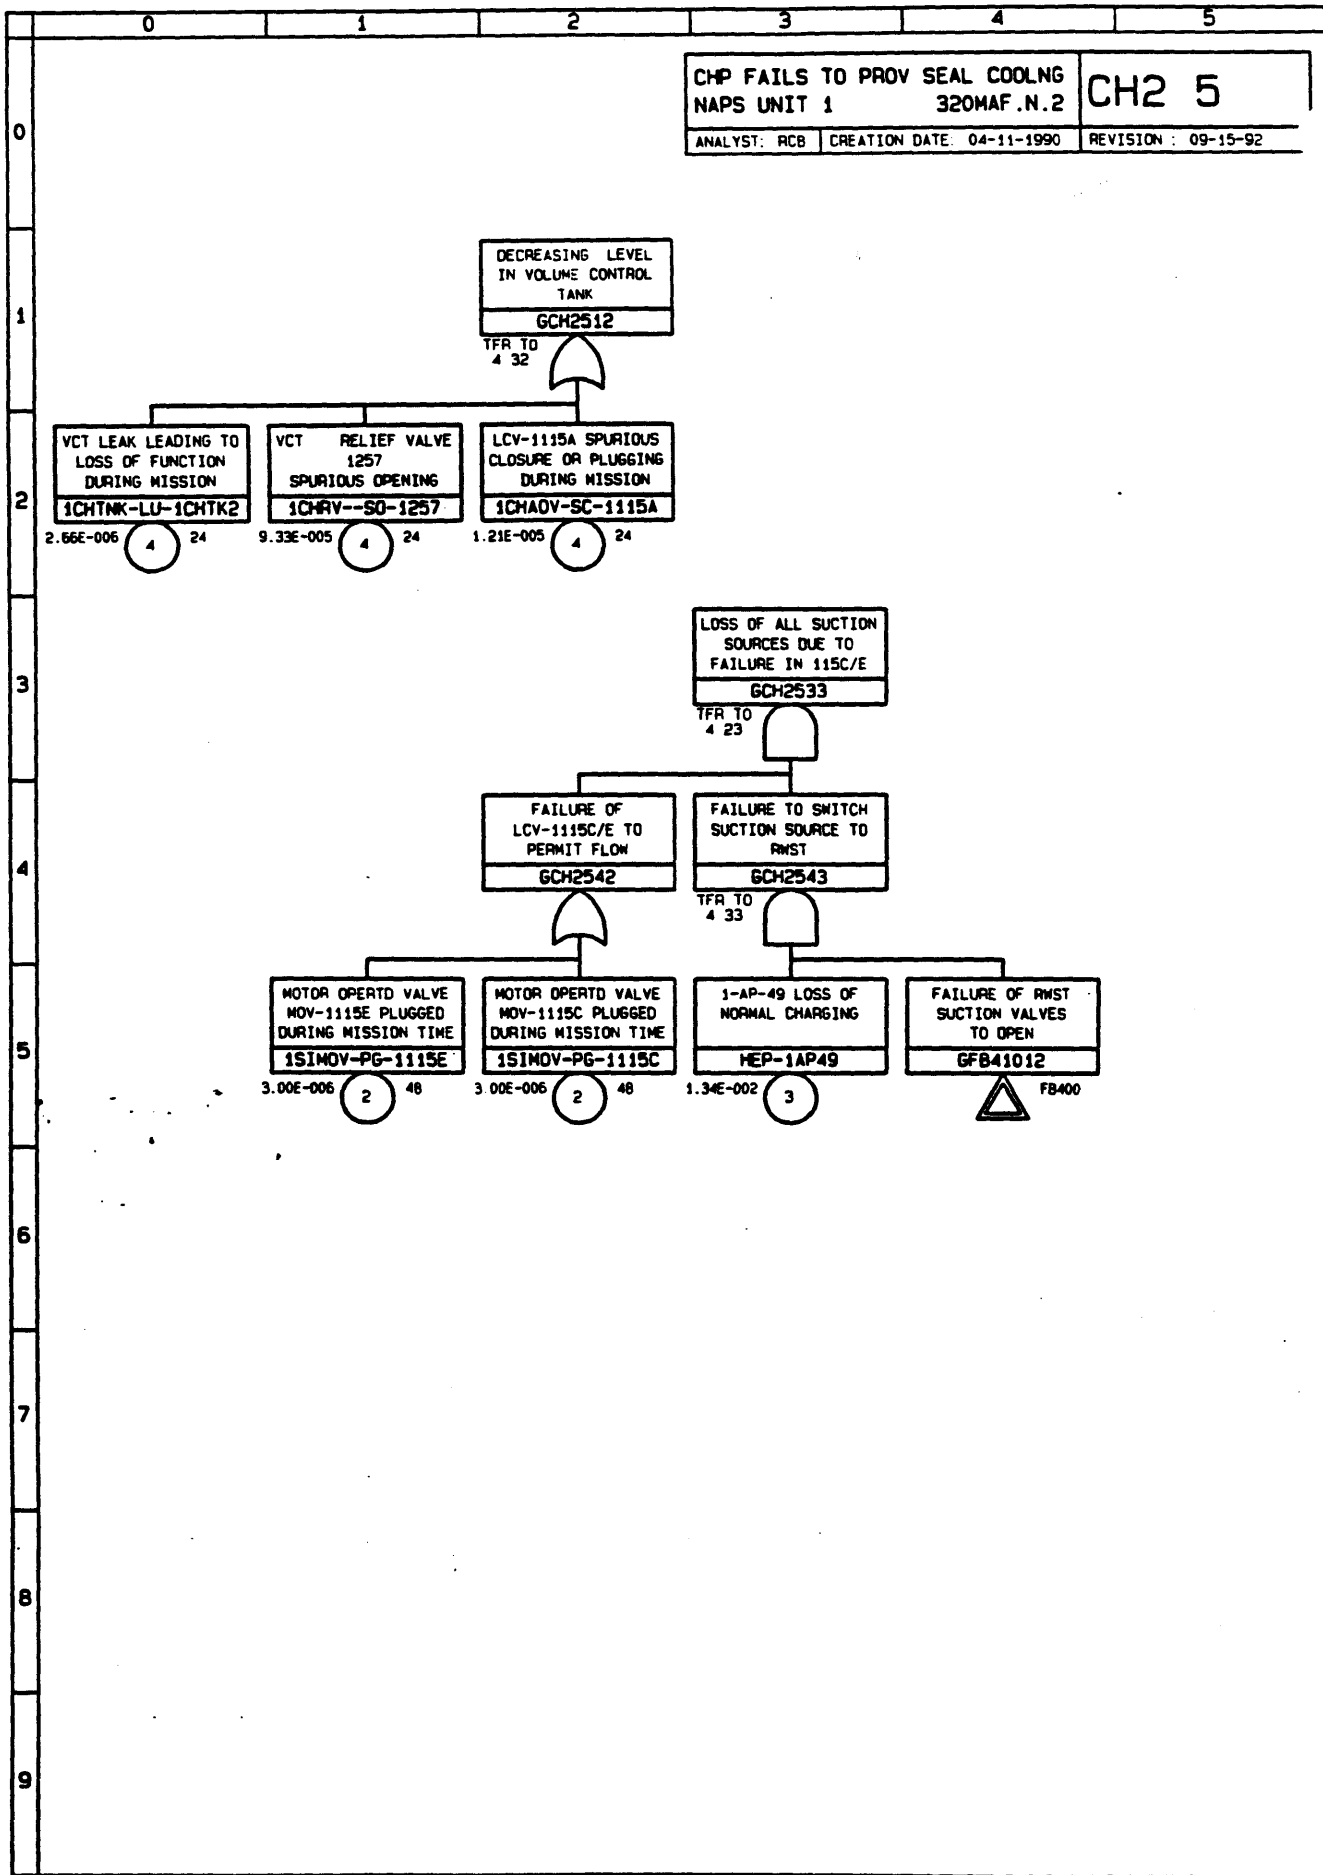 0 1 2 3 4 5
CHP FAILS TO PROV SEAL COOLNG
NAPS UNIT 1 320MAF.N.2
CH2 5
ANALYST: RCB CREATION DATE: 04-11-1990 REVISION : 09-15-92
0
DECREASING LEVEL
IN VOLUME CONTROL
TANK
GCH2512
TFR TO
4 32
1
VCT LEAK LEADING TO
LOSS OF FUNCTION
DURING MISSION
1CHTNK-LU-1CHTK2
2.66E-006 4 24
VCT RELIEF VALVE
1257
SPURIOUS OPENING
1CHRV--SO-1257
9.33E-005 4 24
LCV-1115A SPURIOUS
CLOSURE OR PLUGGING
DURING MISSION
1CHAOV-SC-1115A
1.21E-005 4 24
2
LOSS OF ALL SUCTION
SOURCES DUE TO
FAILURE IN 115C/E
GCH2533
TFR TO
4 23
3
FAILURE OF
LCV-1115C/E TO
PERMIT FLOW
GCH2542
FAILURE TO SWITCH
SUCTION SOURCE TO
RWST
GCH2543
TFR TO
4 33
4
MOTOR OPERTD VALVE
MOV-1115E PLUGGED
DURING MISSION TIME
1SIMOV-PG-1115E
3.00E-006 2 48
MOTOR OPERTD VALVE
MOV-1115C PLUGGED
DURING MISSION TIME
1SIMOV-PG-1115C
3.00E-006 2 48
1-AP-49 LOSS OF
NORMAL CHARGING
HEP-1AP49
1.34E-002 3
FAILURE OF RWST
SUCTION VALVES
TO OPEN
GFB41012
FB400
5
6
7
8
9